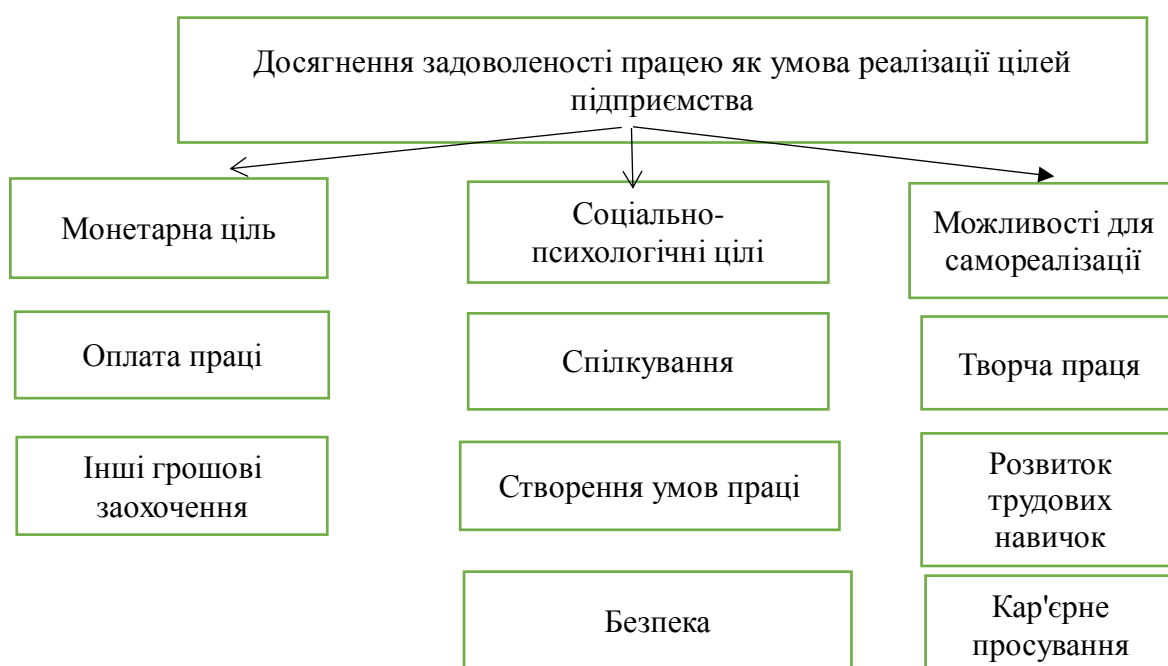 Досягнення задоволеності працею як умова реалізації цілей
підприємства
Монетарна ціль
Соціально-
психологічні цілі
Можливості для
самореалізації
Оплата праці
Спілкування
Творча праця
Інші грошові
заохочення
Створення умов праці
Розвиток
трудових
навичок
Безпека
Кар'єрне
просування